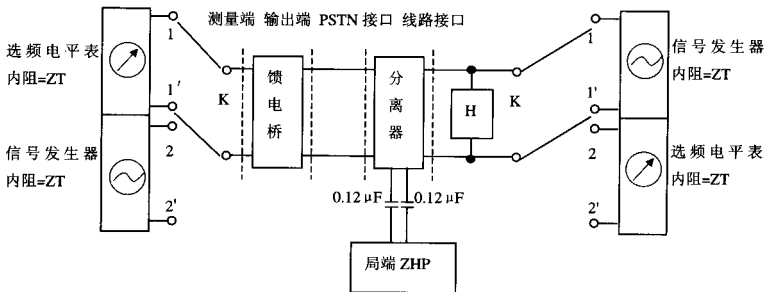 测量端 输出端 PSTN 接口 线路接口
选频电平表
内阻=ZT
信号发生器
内阻=ZT
1
1'
2
2'
K
馈电桥
分离器
H
K
1
1'
2
2'
信号发生器
内阻=ZT
选频电平表
内阻=ZT
0.12 μF
0.12 μF
局端 ZHP